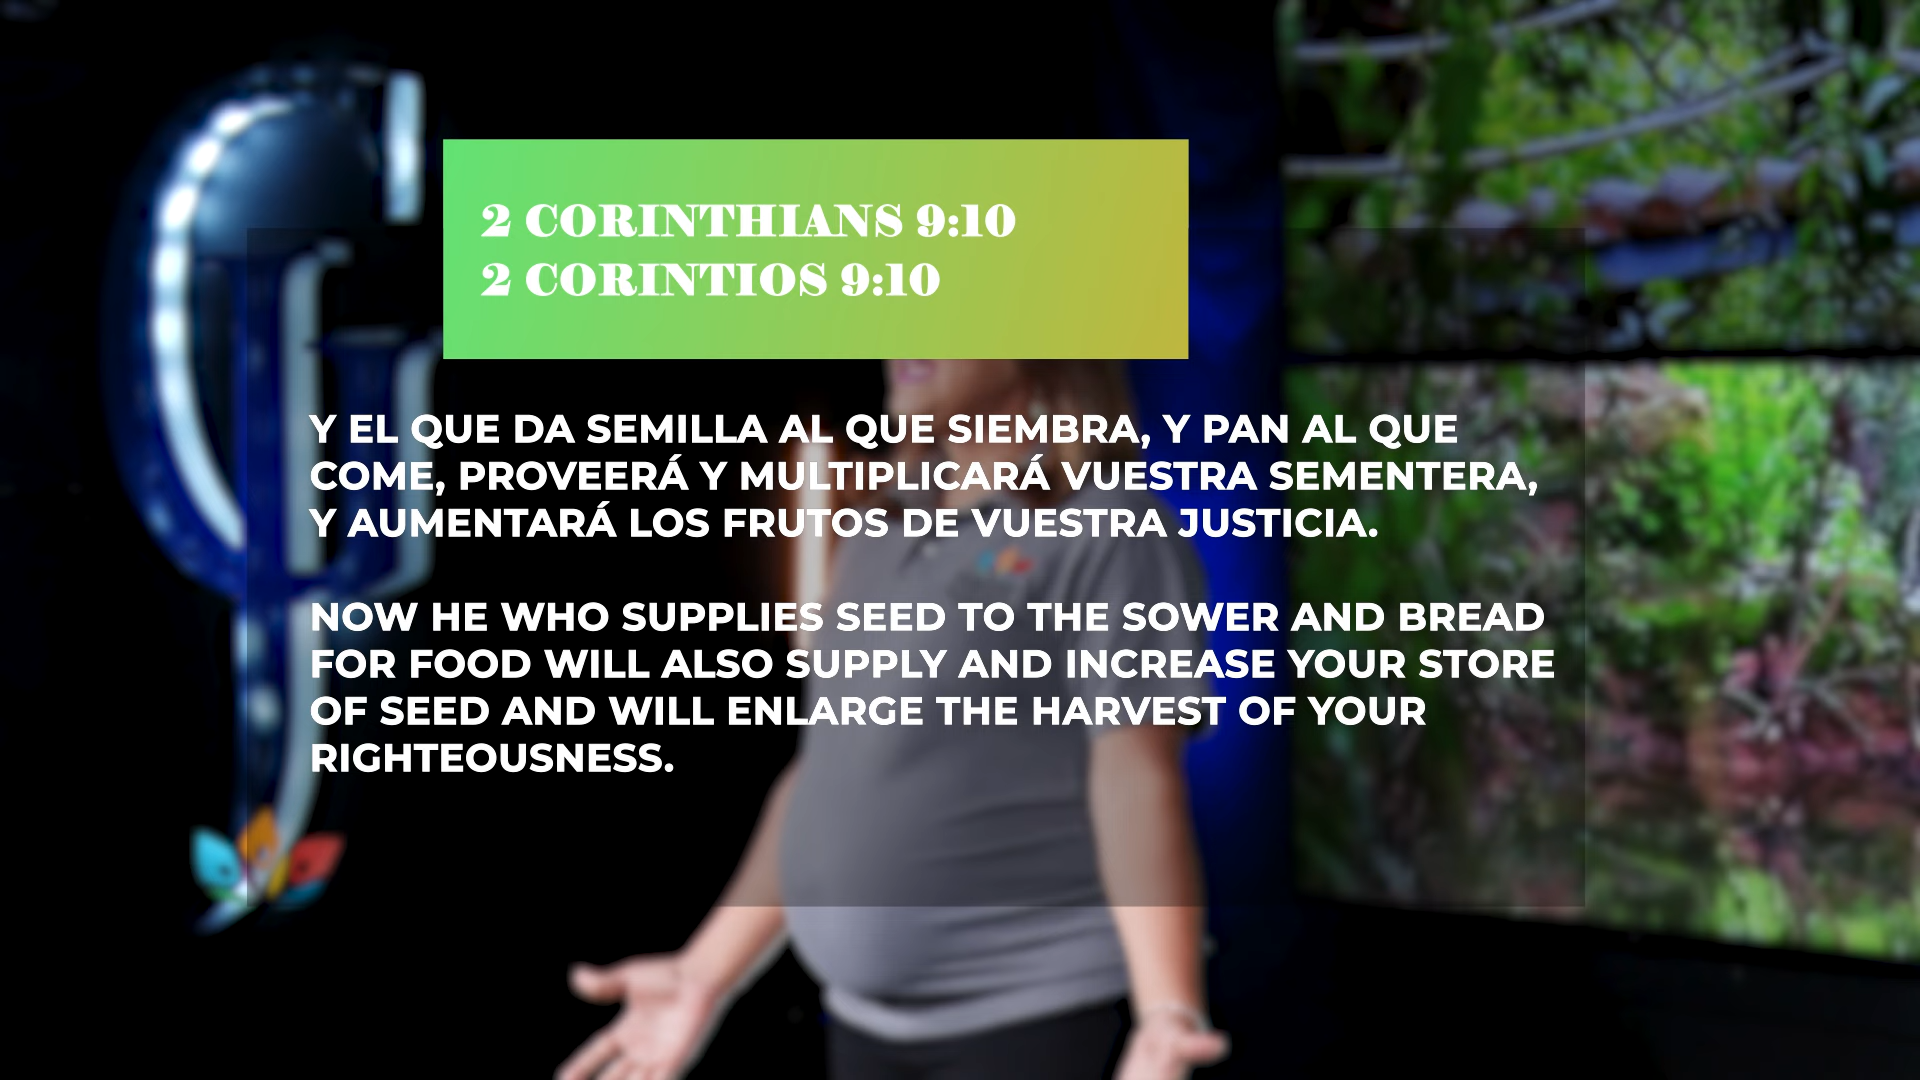 2 CORINTHIANS 9:10
2 CORINTIOS 9:10
Y EL QUE DA SEMILLA AL QUE SIEMBRA, Y PAN AL QUE
COME, PROVEERÁ Y MULTIPLICARÁ VUESTRA SEMENTERA,
Y AUMENTARÁ LOS FRUTOS DE VUESTRA JUSTICIA.
NOW HE WHO SUPPLIES SEED TO THE SOWER AND BREAD
FOR FOOD WILL ALSO SUPPLY AND INCREASE YOUR STORE
OF SEED AND WILL ENLARGE THE HARVEST OF YOUR
RIGHTEOUSNESS.